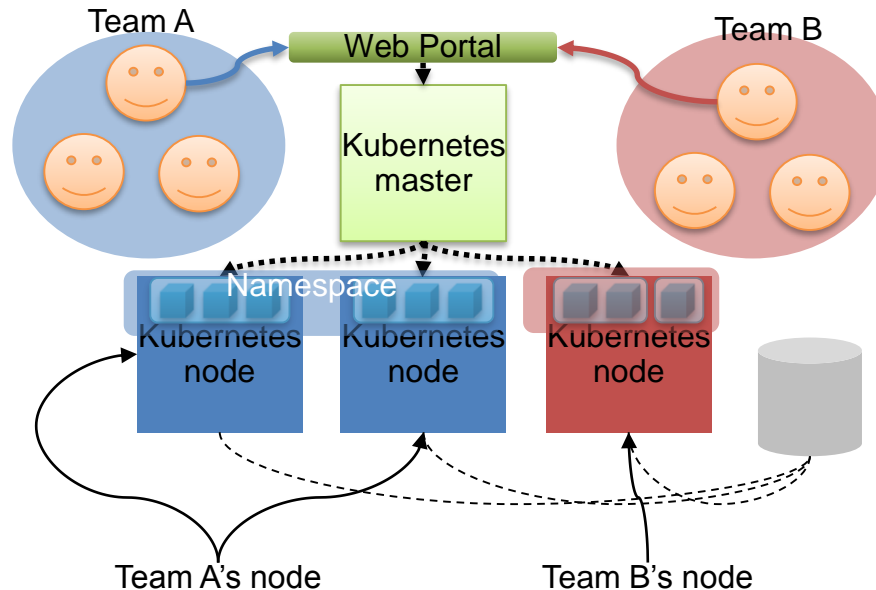 Team A
Web Portal
Team B
Kubernetes
master
Namespace
Kubernetes
node
Kubernetes
node
Kubernetes
node
Team A's node
Team B's node